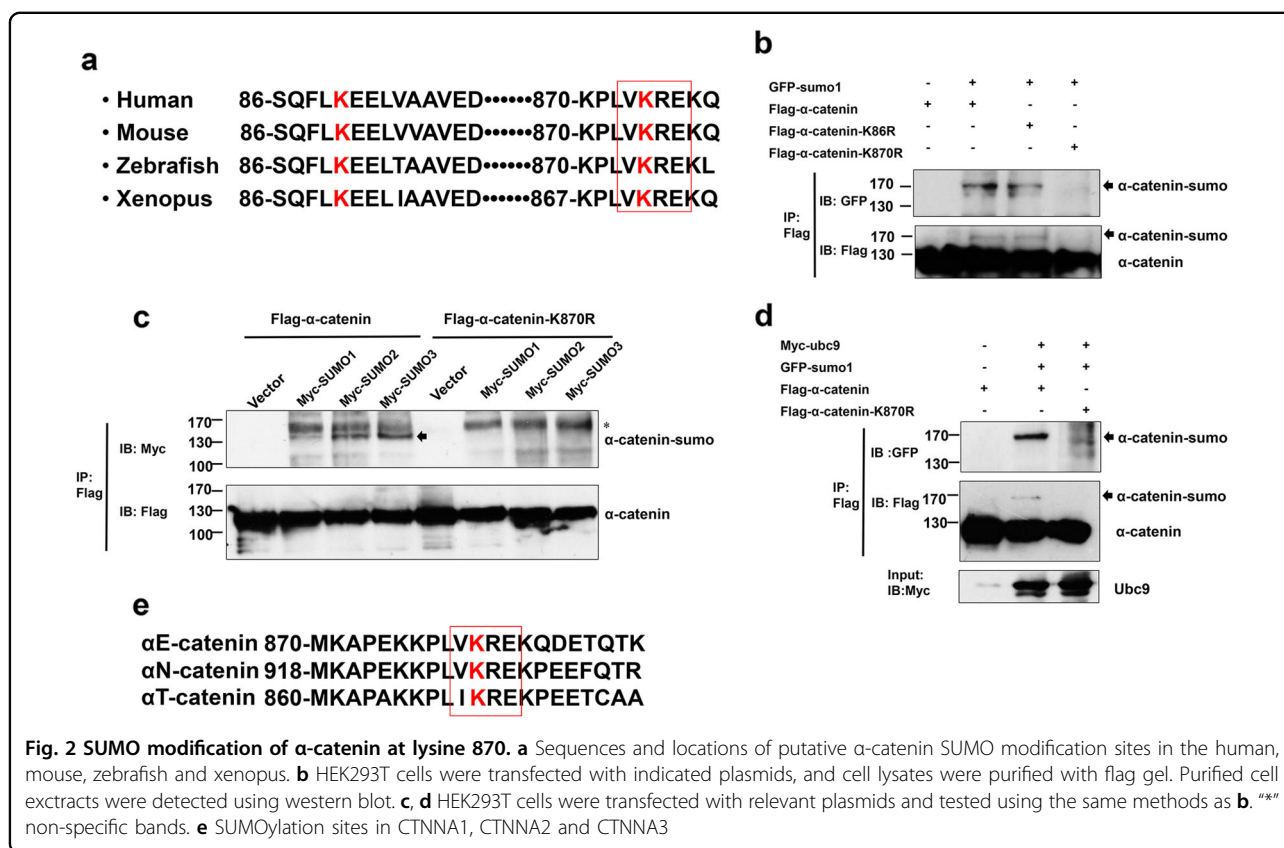 a
• Human 86-SQFLKEELVAAVED••••••870-KPLVKREKQ
• Mouse 86-SQFLKEELVVAVED••••••870-KPLVKREKQ
• Zebrafish 86-SQFLKEELTAAVED••••••870-KPLVKREKL
• Xenopus 86-SQFLKEELIAAVED••••••867-KPLVKREKQ
b
GFP-sumo1 - + + +
Flag-α-catenin + + - -
Flag-α-catenin-K86R - - + -
Flag-α-catenin-K870R - - - +
IP: Flag
IB: GFP
170
130
α-catenin-sumo
IB: Flag
170
130
α-catenin-sumo
α-catenin
c
Flag-α-catenin Flag-α-catenin-K870R
Vector Myc-SUMO1 Myc-SUMO2 Myc-SUMO3 Vector Myc-SUMO1 Myc-SUMO2 Myc-SUMO3
IP: Flag
IB: Myc
170
130
100
*
α-catenin-sumo
IB: Flag
170
130
100
α-catenin
d
Myc-ubc9 - + +
GFP-sumo1 - + +
Flag-α-catenin + + -
Flag-α-catenin-K870R - - +
IP: Flag
IB :GFP
170
130
α-catenin-sumo
IB: Flag
170
130
α-catenin-sumo
α-catenin
Input:
IB:Myc
Ubc9
e
αE-catenin 870-MKAPEKKPLVKREKQDETQTK
αN-catenin 918-MKAPEKKPLVKREKPEEFQTR
αT-catenin 860-MKAPAKKPLIKREKPEETCAA
Fig. 2 SUMO modification of α-catenin at lysine 870. a Sequences and locations of putative α-catenin SUMO modification sites in the human,
mouse, zebrafish and xenopus. b HEK293T cells were transfected with indicated plasmids, and cell lysates were purified with flag gel. Purified cell
exctracts were detected using western blot. c, d HEK293T cells were transfected with relevant plasmids and tested using the same methods as b. "*"
non-specific bands. e SUMOylation sites in CTNNA1, CTNNA2 and CTNNA3